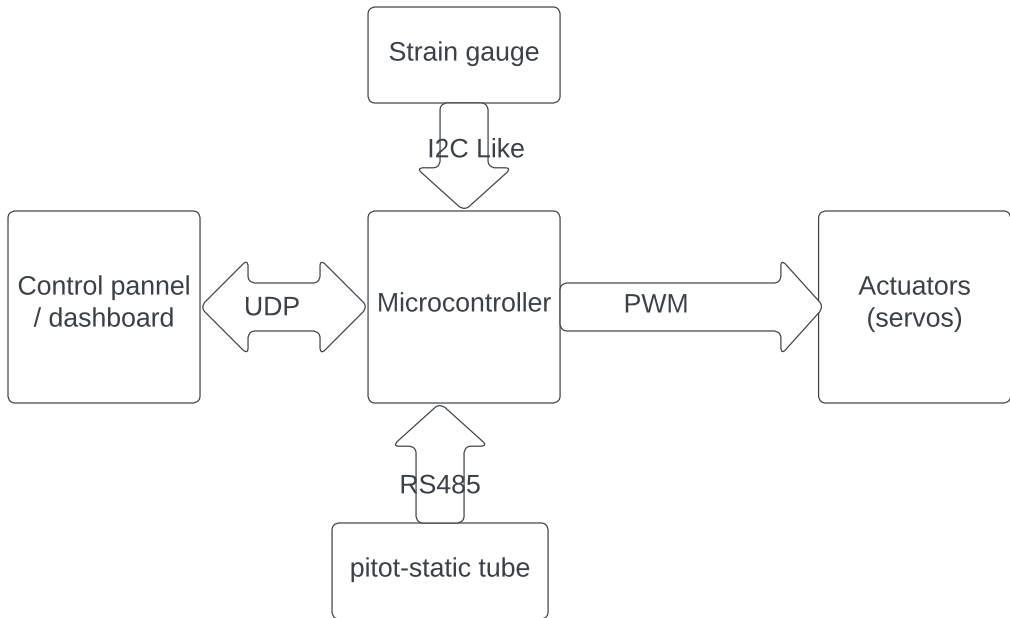 Strain gauge
I2C Like
Control pannel
/ dashboard
UDP
Microcontroller
PWM
Actuators
(servos)
RS485
pitot-static tube